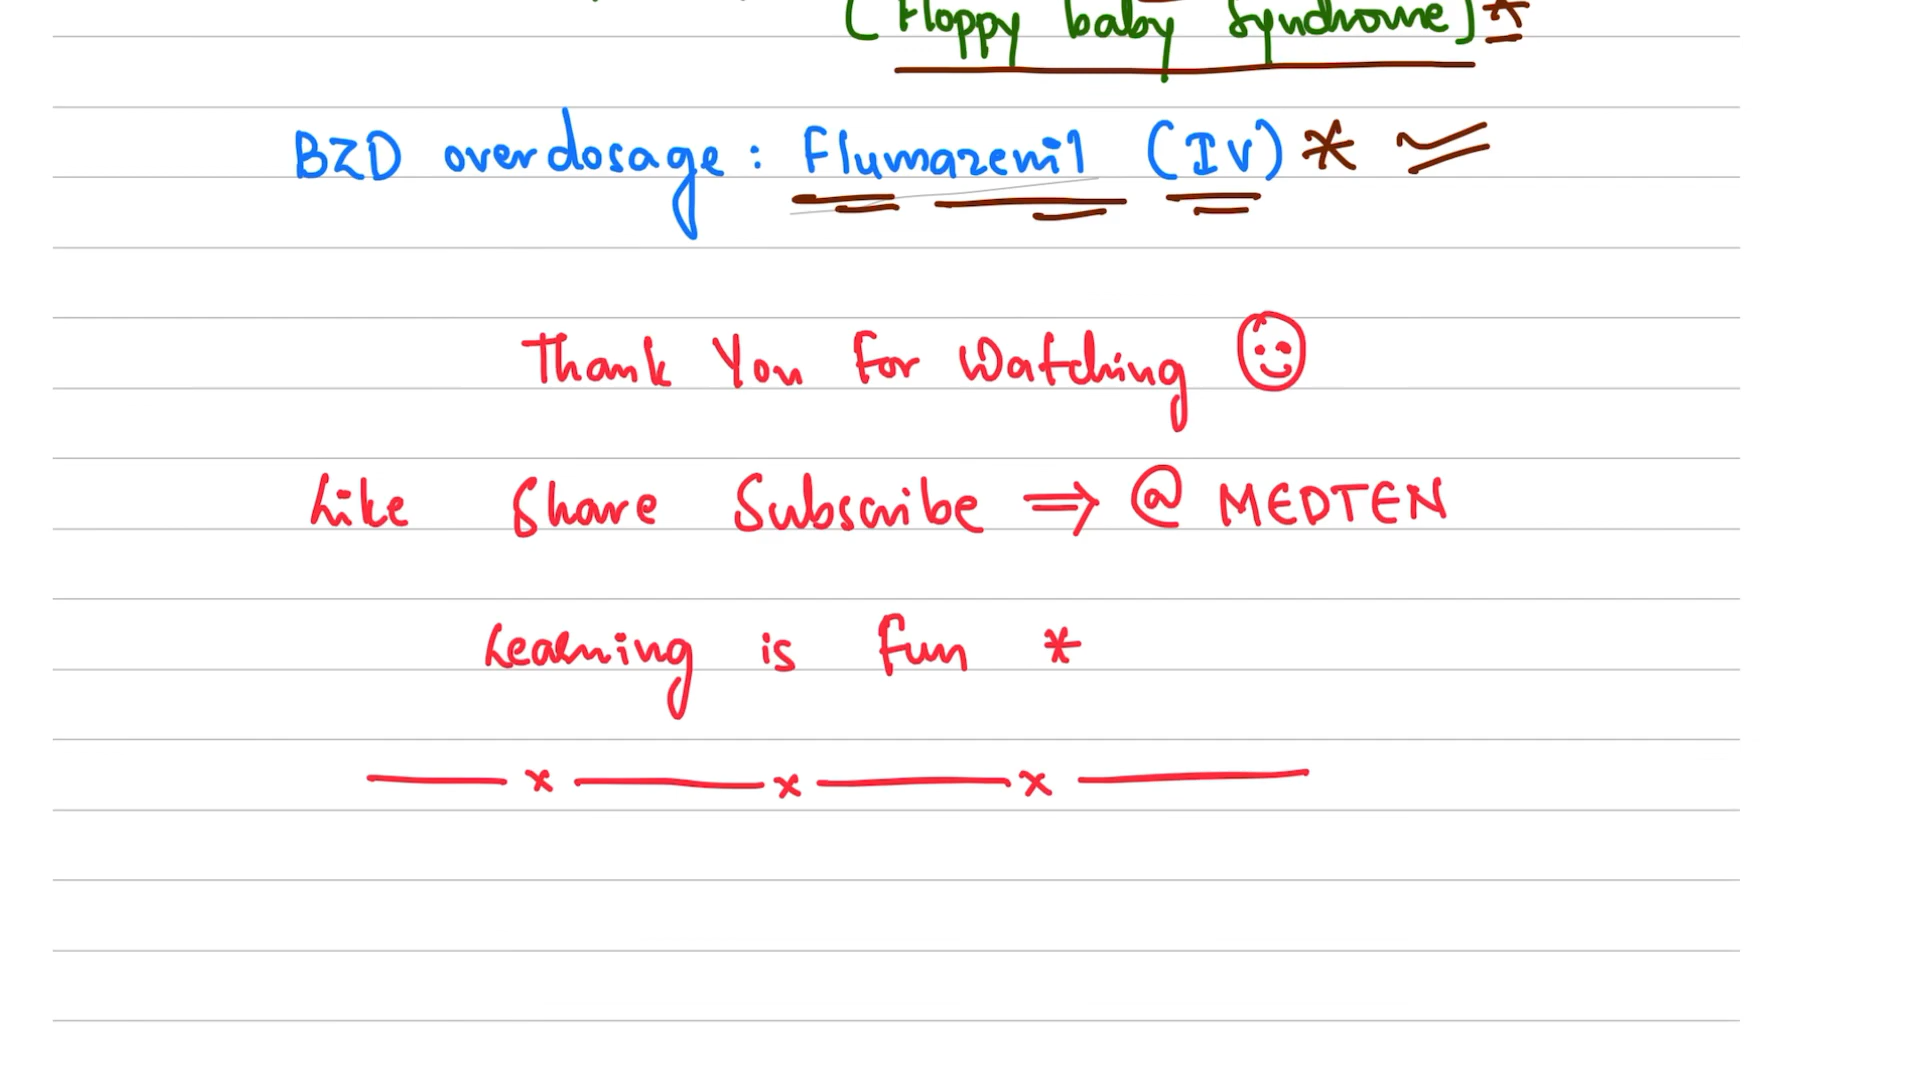 (Floppy baby Syndrome] *
BZD overdosage : Flumazenil (IV) *
Thank You For Watching ☺
Like Share Subscribe ⇒ @ MEDTEN
Learning is fun *
—— x —— x —— x ——